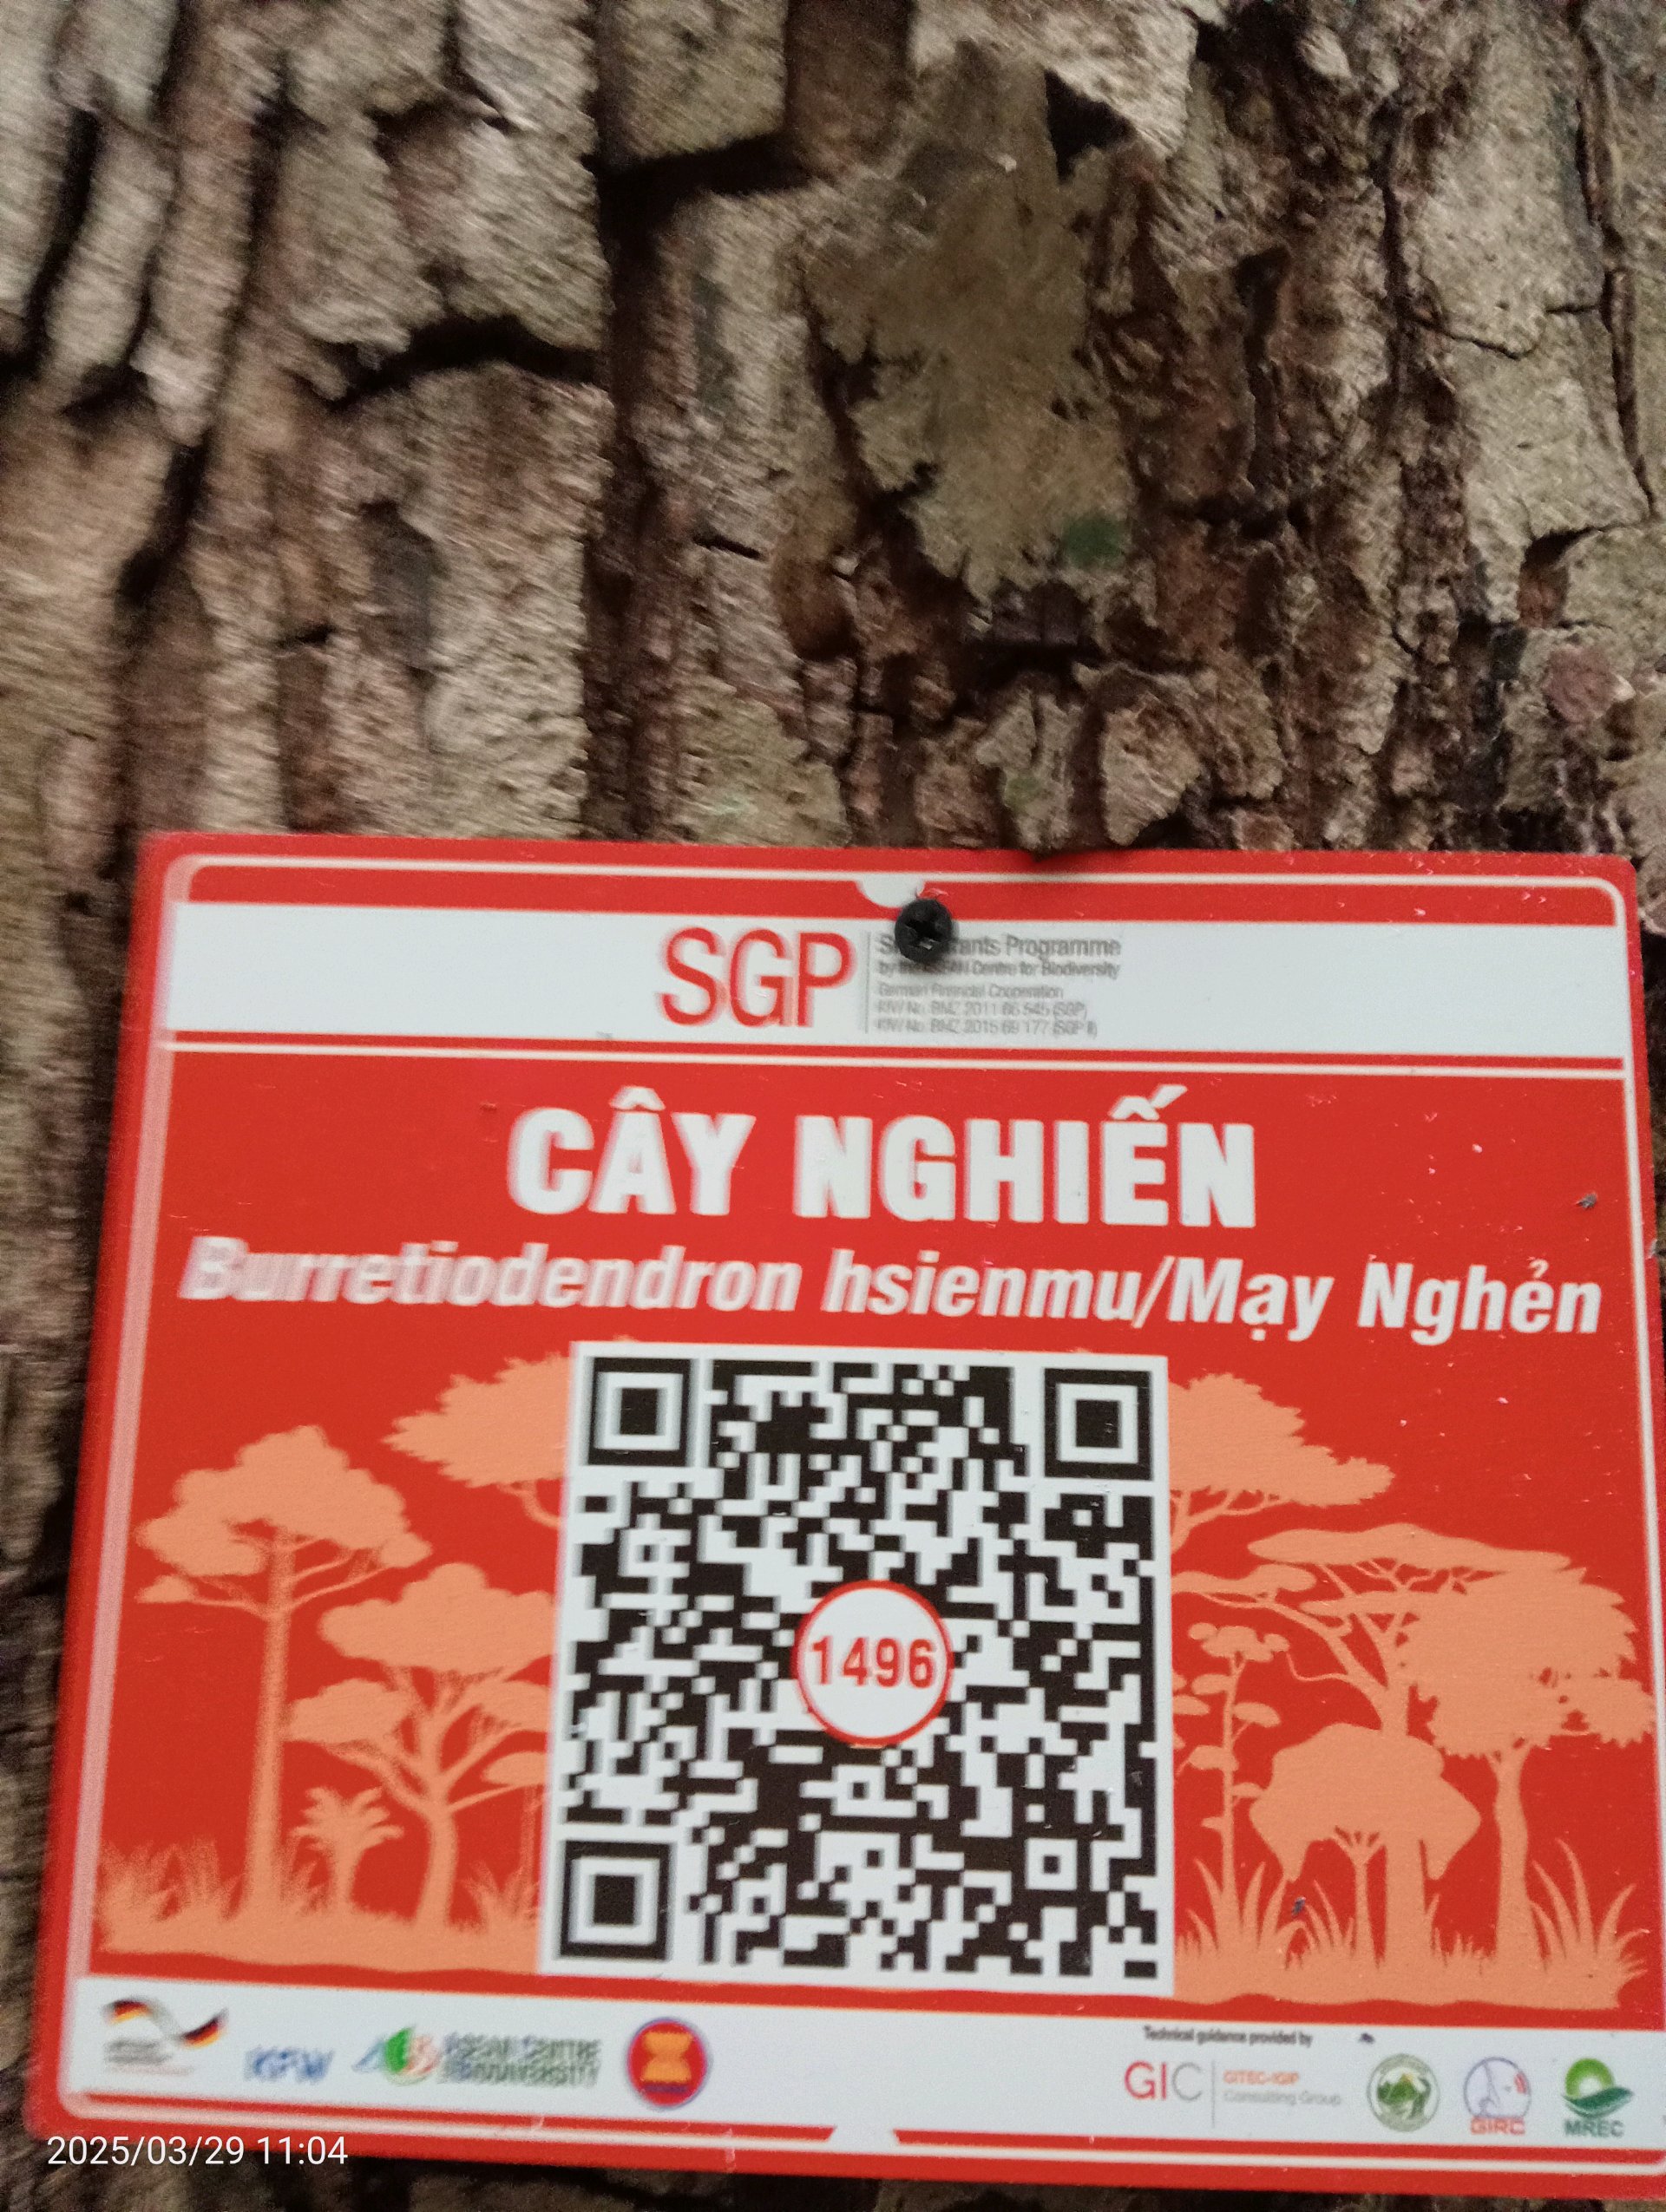 SGP
Small Grants Programme
by the ASEAN Centre for Biodiversity
German Financial Cooperation
KfW No. BMZ 2011 66 545 (SGP)
KfW No. BMZ 2015 69 177 (SGP II)
CÂY NGHIẾN
Burretiodendron hsienmu/Mạy Nghẻn
1496
KFW
ASEAN CENTRE
BIODIVERSITY
Technical guidance provided by
GIC
GITEC-IGIP
Consulting Group
GIRC
MREC
2025/03/29 11:04